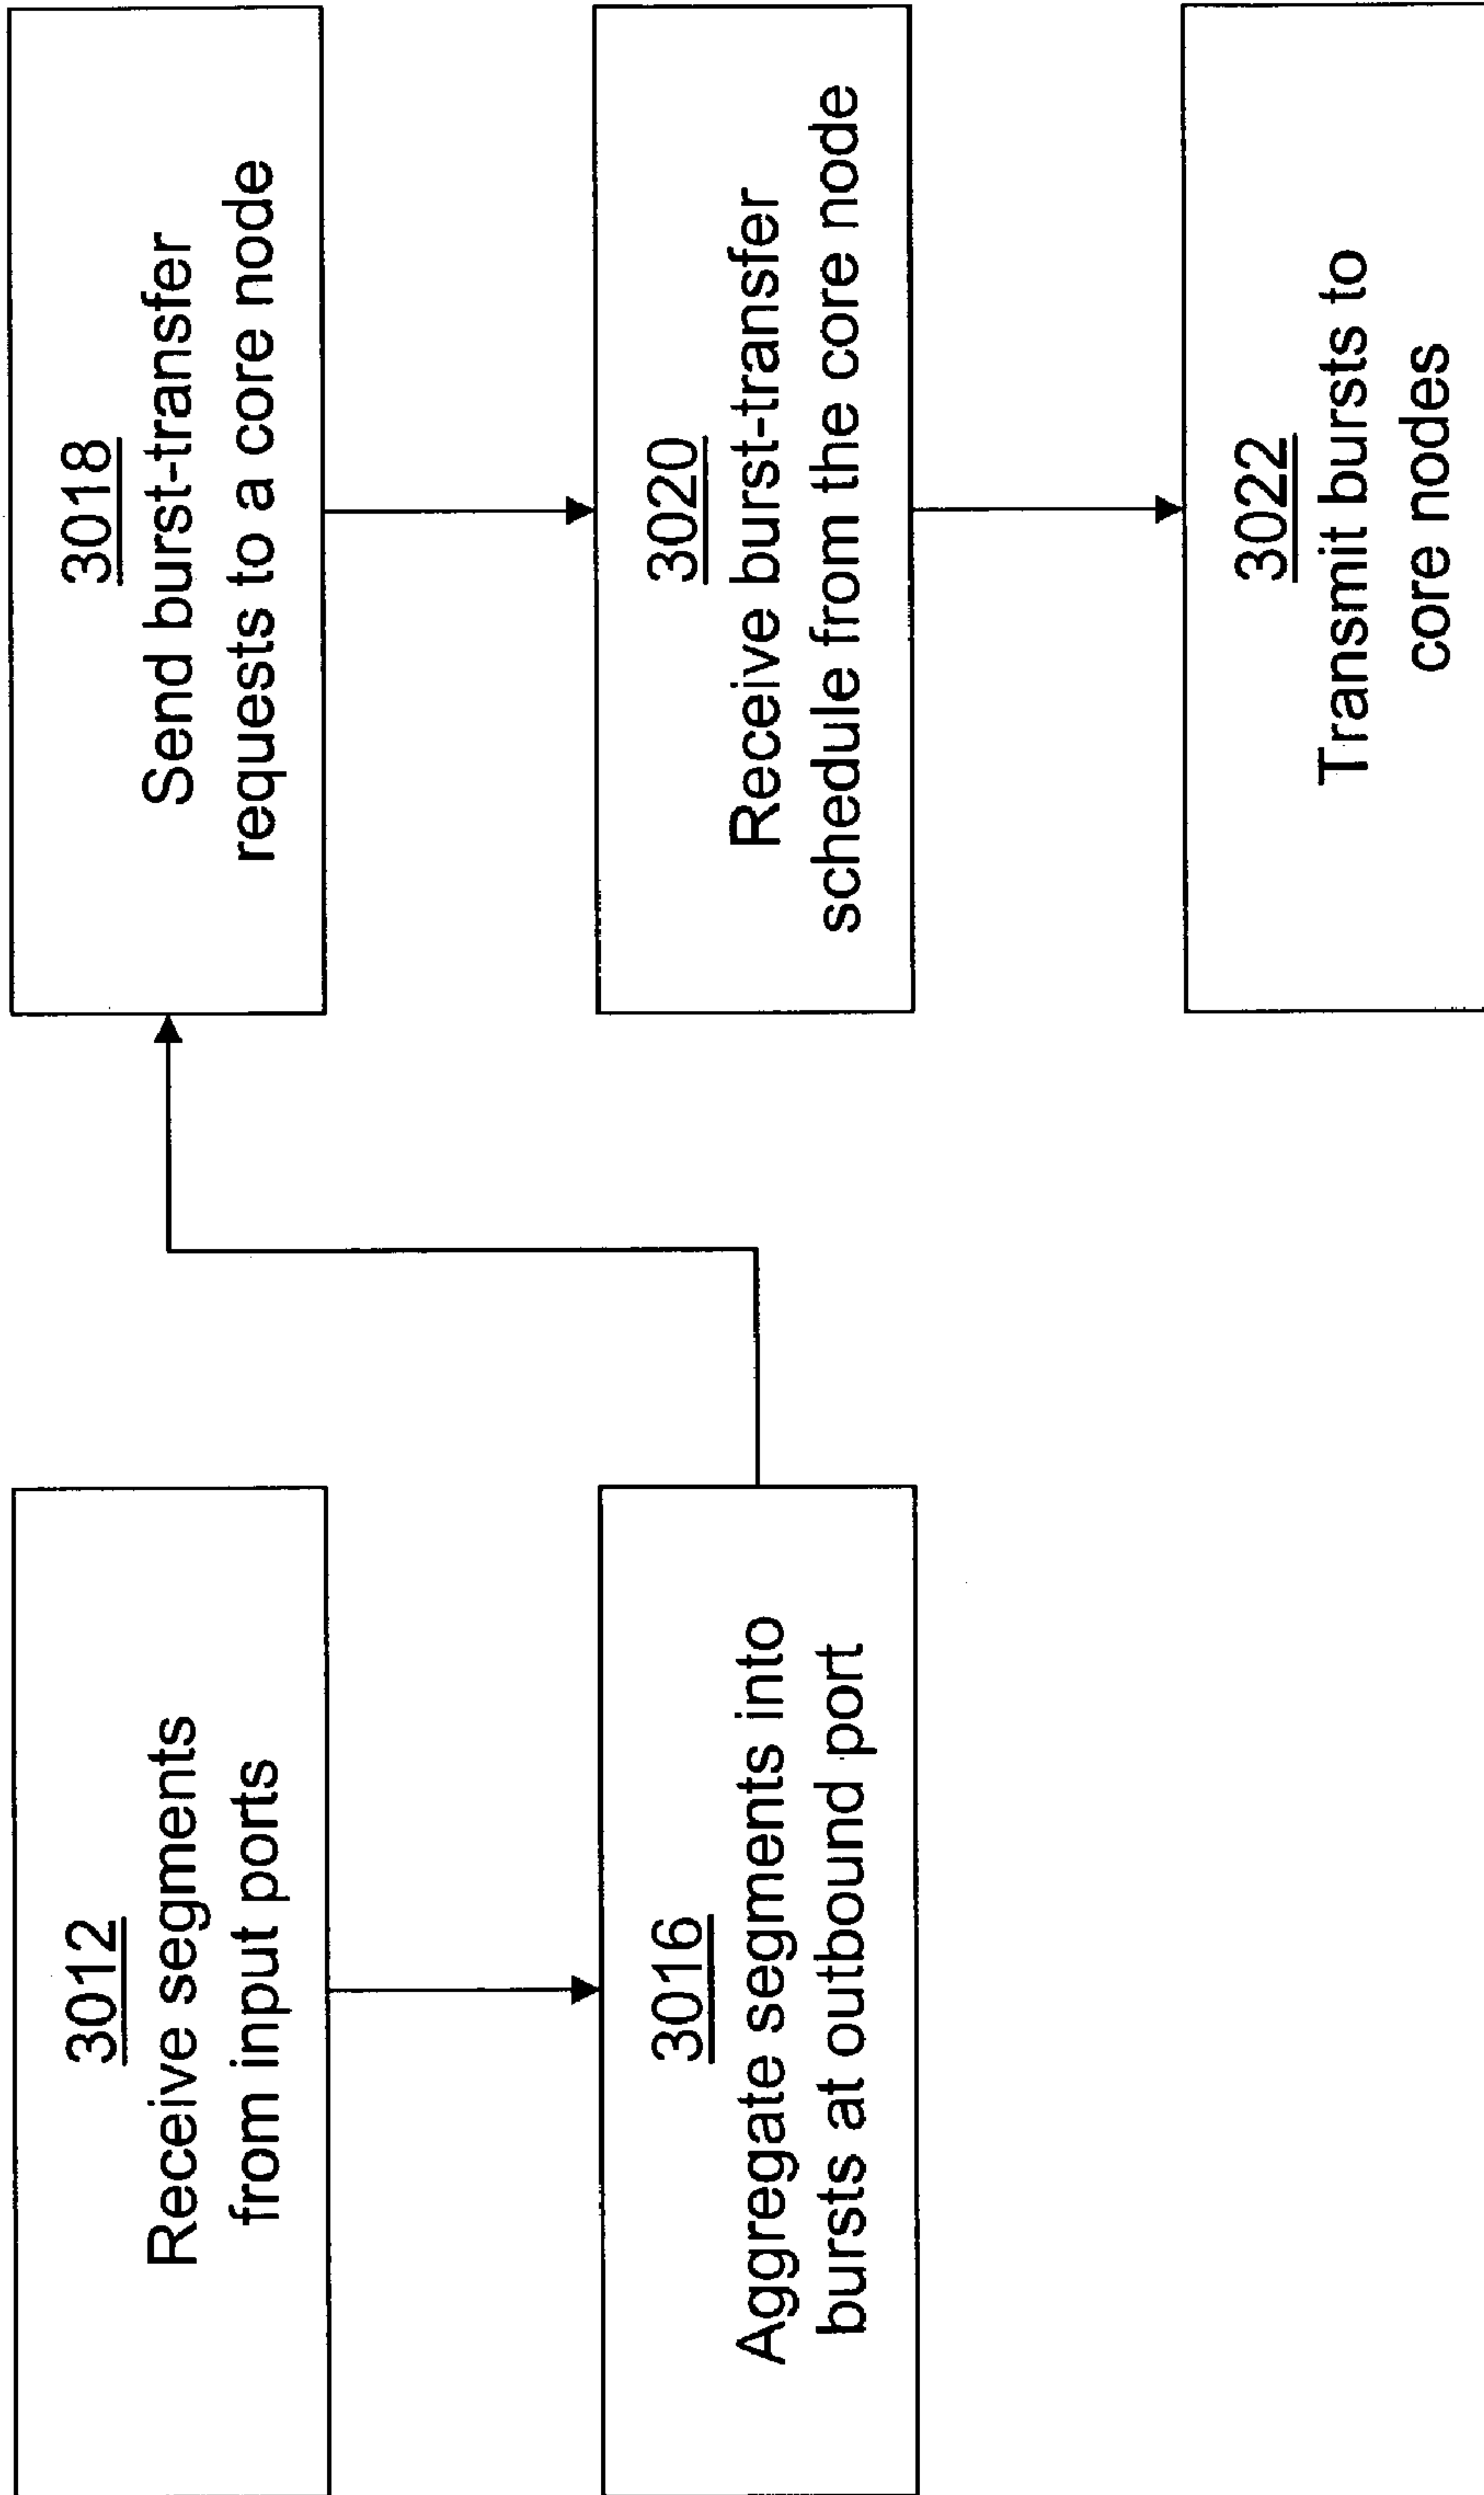 3012
Receive segments
from input ports
3016
Aggregate segments into
bursts at outbound port
3018
Send burst-transfer
requests to a core node
3020
Receive burst-transfer
schedule from the core node
3022
Transmit bursts to
core nodes